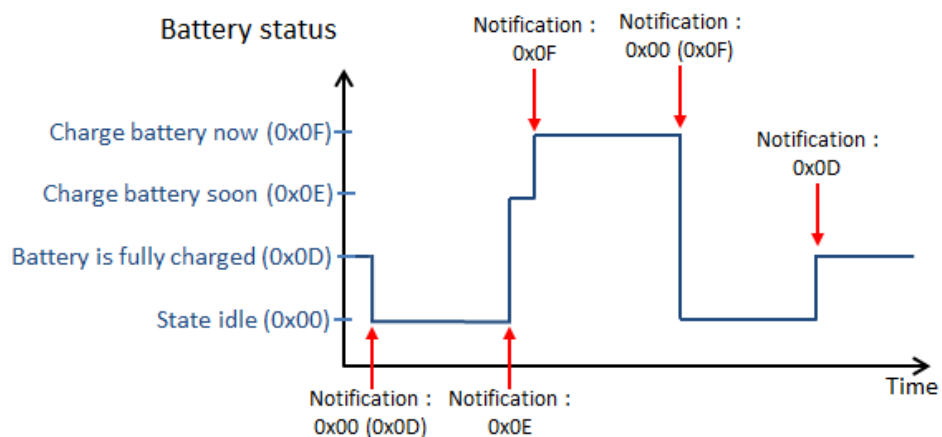 Battery status
Notification :
0x0F
Notification :
0x00 (0x0F)
Charge battery now (0x0F)
Notification :
0x0D
Charge battery soon (0x0E)
Battery is fully charged (0x0D)
State idle (0x00)
Time
Notification :
0x00 (0x0D)
Notification :
0x0E